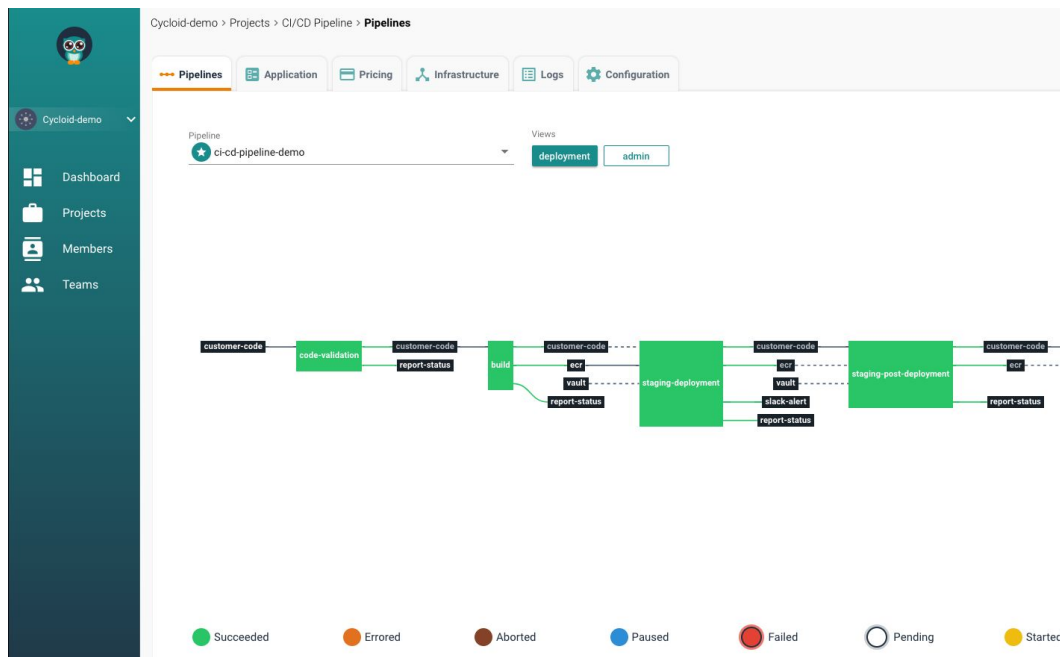 Cycloid-demo > Projects > CI/CD Pipeline > Pipelines
Pipelines Application Pricing Infrastructure Logs Configuration
Cycloid-demo
Dashboard
Projects
Members
Teams
Pipeline
ci-cd-pipeline-demo
Views
deployment admin
customer-code
code-validation
customer-code
report-status
build
customer-code
ecr
vault
report-status
staging-deployment
customer-code
ecr
vault
slack-alert
report-status
staging-post-deployment
customer-code
ecr
report-status
Succeeded Errored Aborted Paused Failed Pending Started